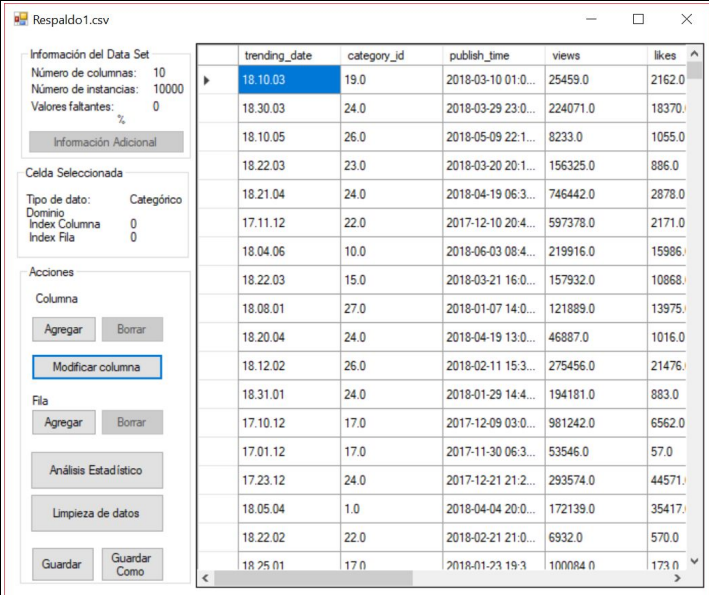 Respaldo1.csv
Información del Data Set
Número de columnas: 10
Número de instancias: 10000
Valores faltantes: 0
%
Información Adicional
Celda Seleccionada
Tipo de dato: Categórico
Dominio
Index Columna 0
Index Fila 0
Acciones
Columna
Agregar Borrar
Modificar columna
Fila
Agregar Borrar
Análisis Estadístico
Limpieza de datos
Guardar Guardar Como
trending_date category_id publish_time views likes
18.10.03 19.0 2018-03-10 01:0... 25459.0 2162.0
18.30.03 24.0 2018-03-29 23:0... 224071.0 18370.
18.10.05 26.0 2018-05-09 22:1... 8233.0 1055.0
18.22.03 23.0 2018-03-20 20:1... 156325.0 886.0
18.21.04 24.0 2018-04-19 06:3... 746442.0 2878.0
17.11.12 22.0 2017-12-10 20:4... 597378.0 2171.0
18.04.06 10.0 2018-06-03 08:4... 219916.0 15986.
18.22.03 15.0 2018-03-21 16:0... 157932.0 10868.
18.08.01 27.0 2018-01-07 14:0... 121889.0 13975.
18.20.04 24.0 2018-04-19 13:0... 46887.0 1016.0
18.12.02 26.0 2018-02-11 15:3... 275456.0 21476.
18.31.01 24.0 2018-01-29 14:4... 194181.0 883.0
17.10.12 17.0 2017-12-09 03:0... 981242.0 6562.0
17.01.12 17.0 2017-11-30 06:3... 53546.0 57.0
17.23.12 24.0 2017-12-21 21:2... 293574.0 44571.
18.05.04 1.0 2018-04-04 20:0... 172139.0 35417.
18.22.02 22.0 2018-02-21 21:0... 6932.0 570.0
18.25.01 17.0 2018-01-23 19:3... 100084.0 173.0